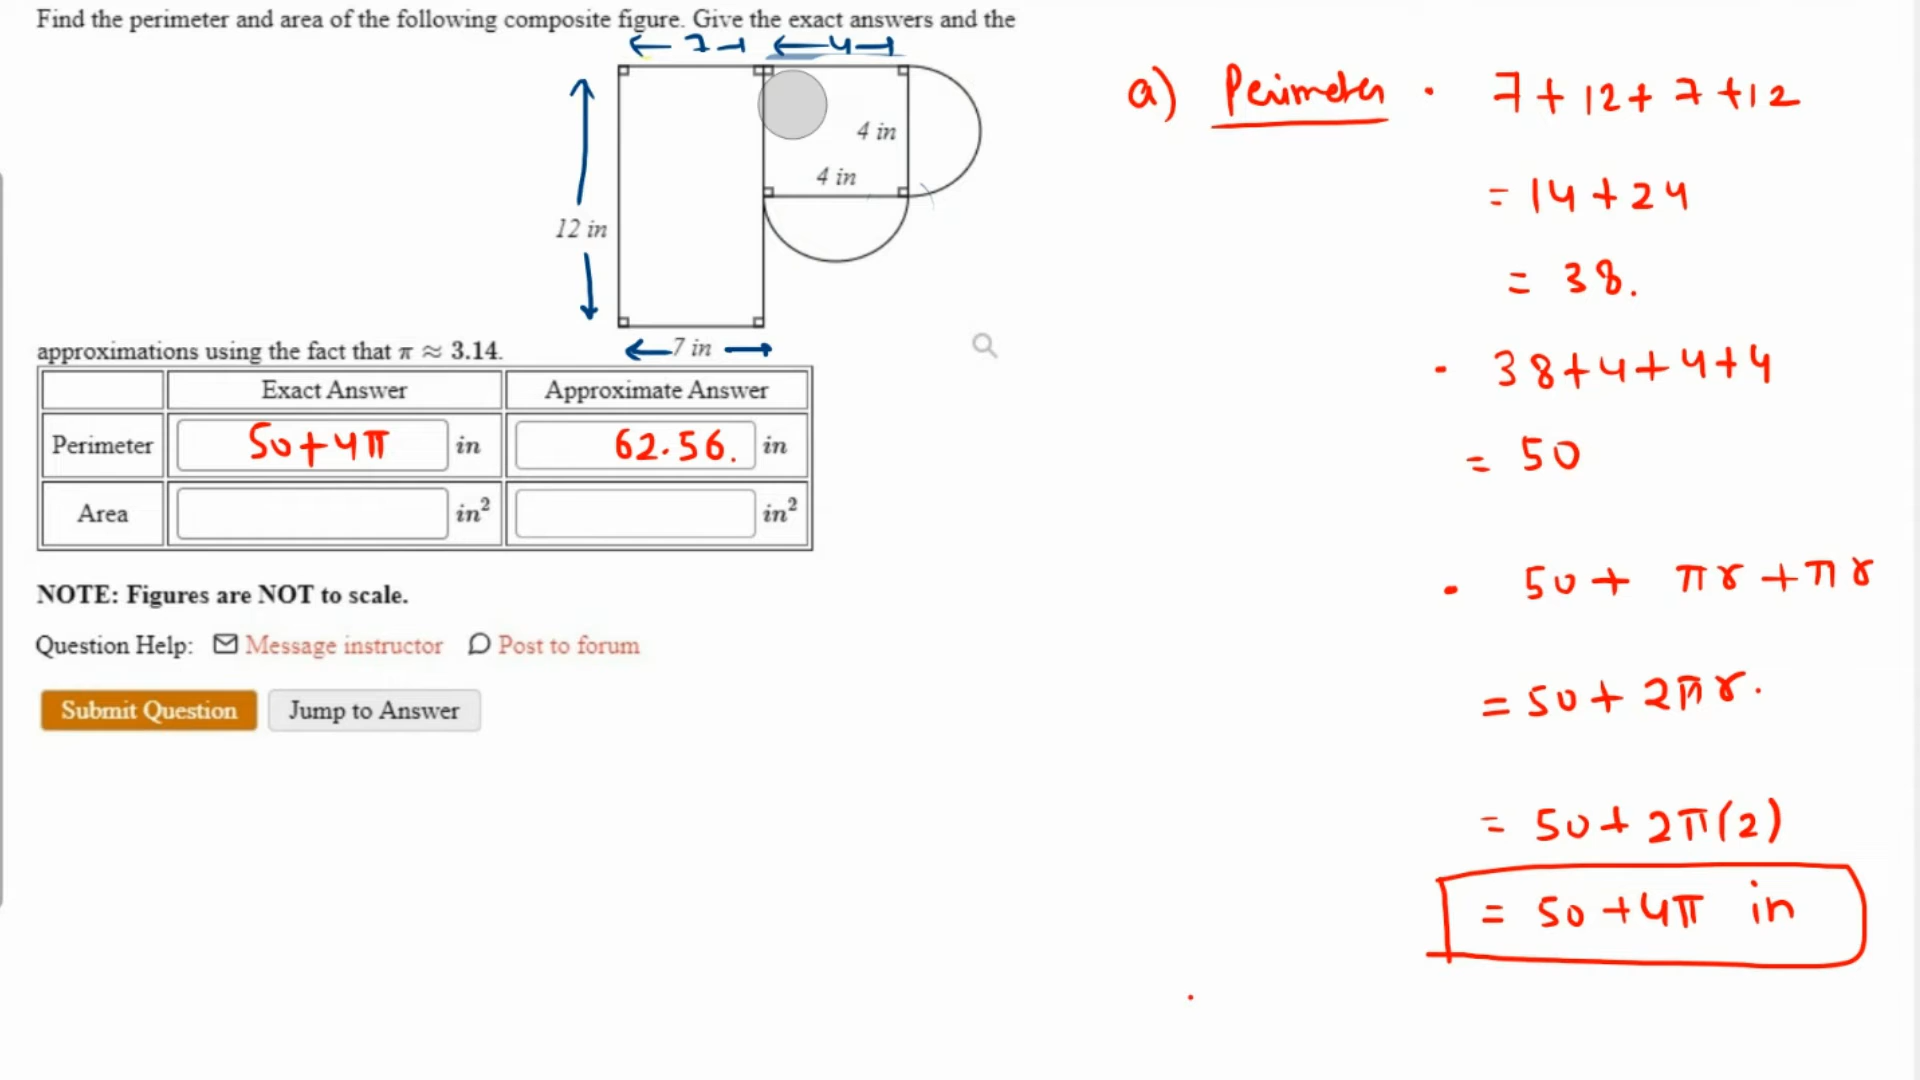 Find the perimeter and area of the following composite figure. Give the exact answers and the
7 4
4 in
4 in
12 in
7 in
approximations using the fact that π ≈ 3.14.
Exact Answer Approximate Answer
Perimeter 50+4π in 62.56. in
Area in² in²
NOTE: Figures are NOT to scale.
Question Help: Message instructor Post to forum
Submit Question Jump to Answer
a) Perimeter · 7+12+7+12
= 14+24
= 38.
· 38+4+4+4
= 50
· 50+ πr+πr
= 50+2πr.
= 50+2π(2)
= 50+4π in